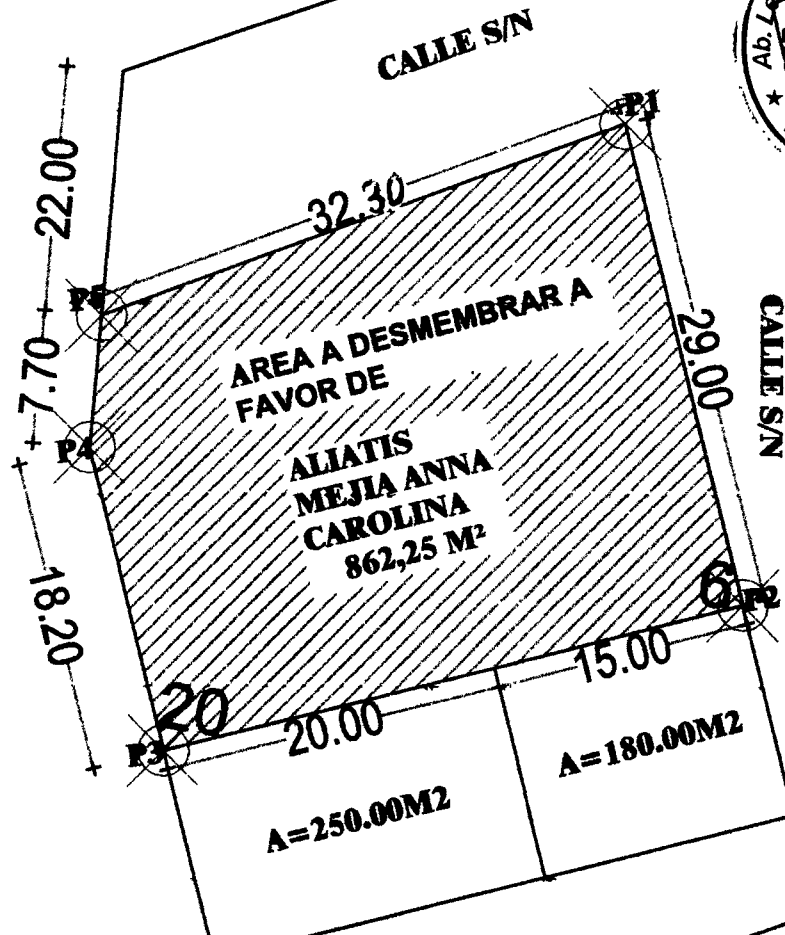 CALLE S/N
Ab.
P1
22.00
32.30
P5
AREA A DESMEMBRAR A
FAVOR DE
29.00
CALLE S/N
7.70
P4
ALIATIS
MEJIA ANNA
CAROLINA
862,25 M²
18.20
6
P2
15.00
20
20.00
P3
A=180.00M2
A=250.00M2